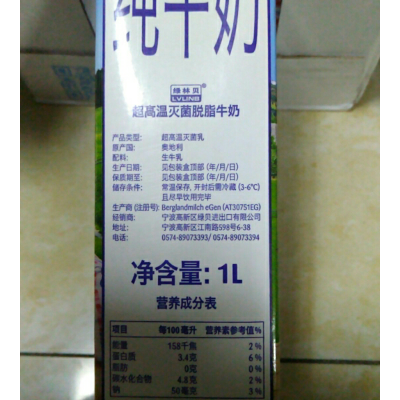 纯牛奶
绿林贝
LVLINB
超高温灭菌脱脂牛奶
产品类型: 超高温灭菌乳
原产国: 奥地利
配料: 生牛乳
生产日期: 见包装盒顶部 (年/月/日)
保质期至: 见包装盒顶部 (年/月/日)
储存条件: 常温保存, 开封后需冷藏 (3-6℃)
且尽早饮用完毕
生产商 (注册号): Berglandmilch eGen (AT30751EG)
经销商: 宁波高新区绿贝进出口有限公司
地址: 宁波高新区江南路598号6-38
电话: 0574-89073393/ 0574-89073394
净含量: 1L
营养成分表
项目 每100毫升 营养素参考值%
能量 158千焦 2%
蛋白质 3.4克 6%
脂肪 0克 0%
碳水化合物 4.8克 2%
钠 50毫克 3%